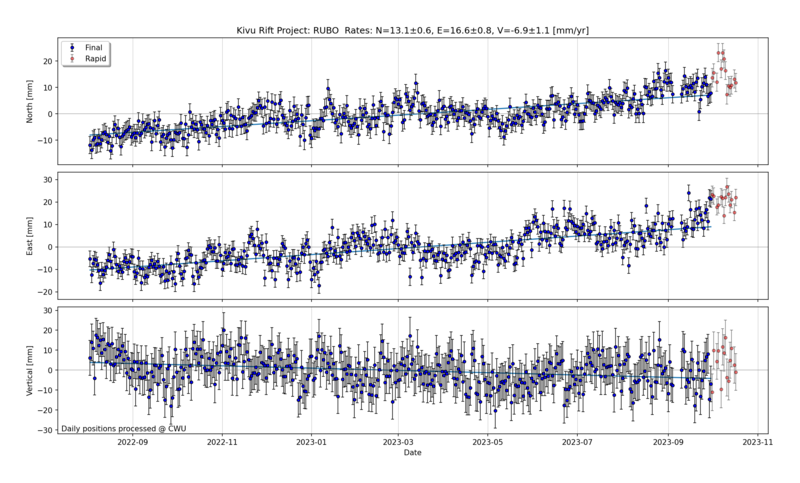 Kivu Rift Project: RUBO  Rates: N=13.1±0.6, E=16.6±0.8, V=-6.9±1.1 [mm/yr]
Final
Rapid
North [mm]
20
10
0
−10
East [mm]
30
20
10
0
−10
−20
Vertical [mm]
30
20
10
0
−10
−20
−30
Daily positions processed @ CWU
2022-09 2022-11 2023-01 2023-03 2023-05 2023-07 2023-09 2023-11
Date